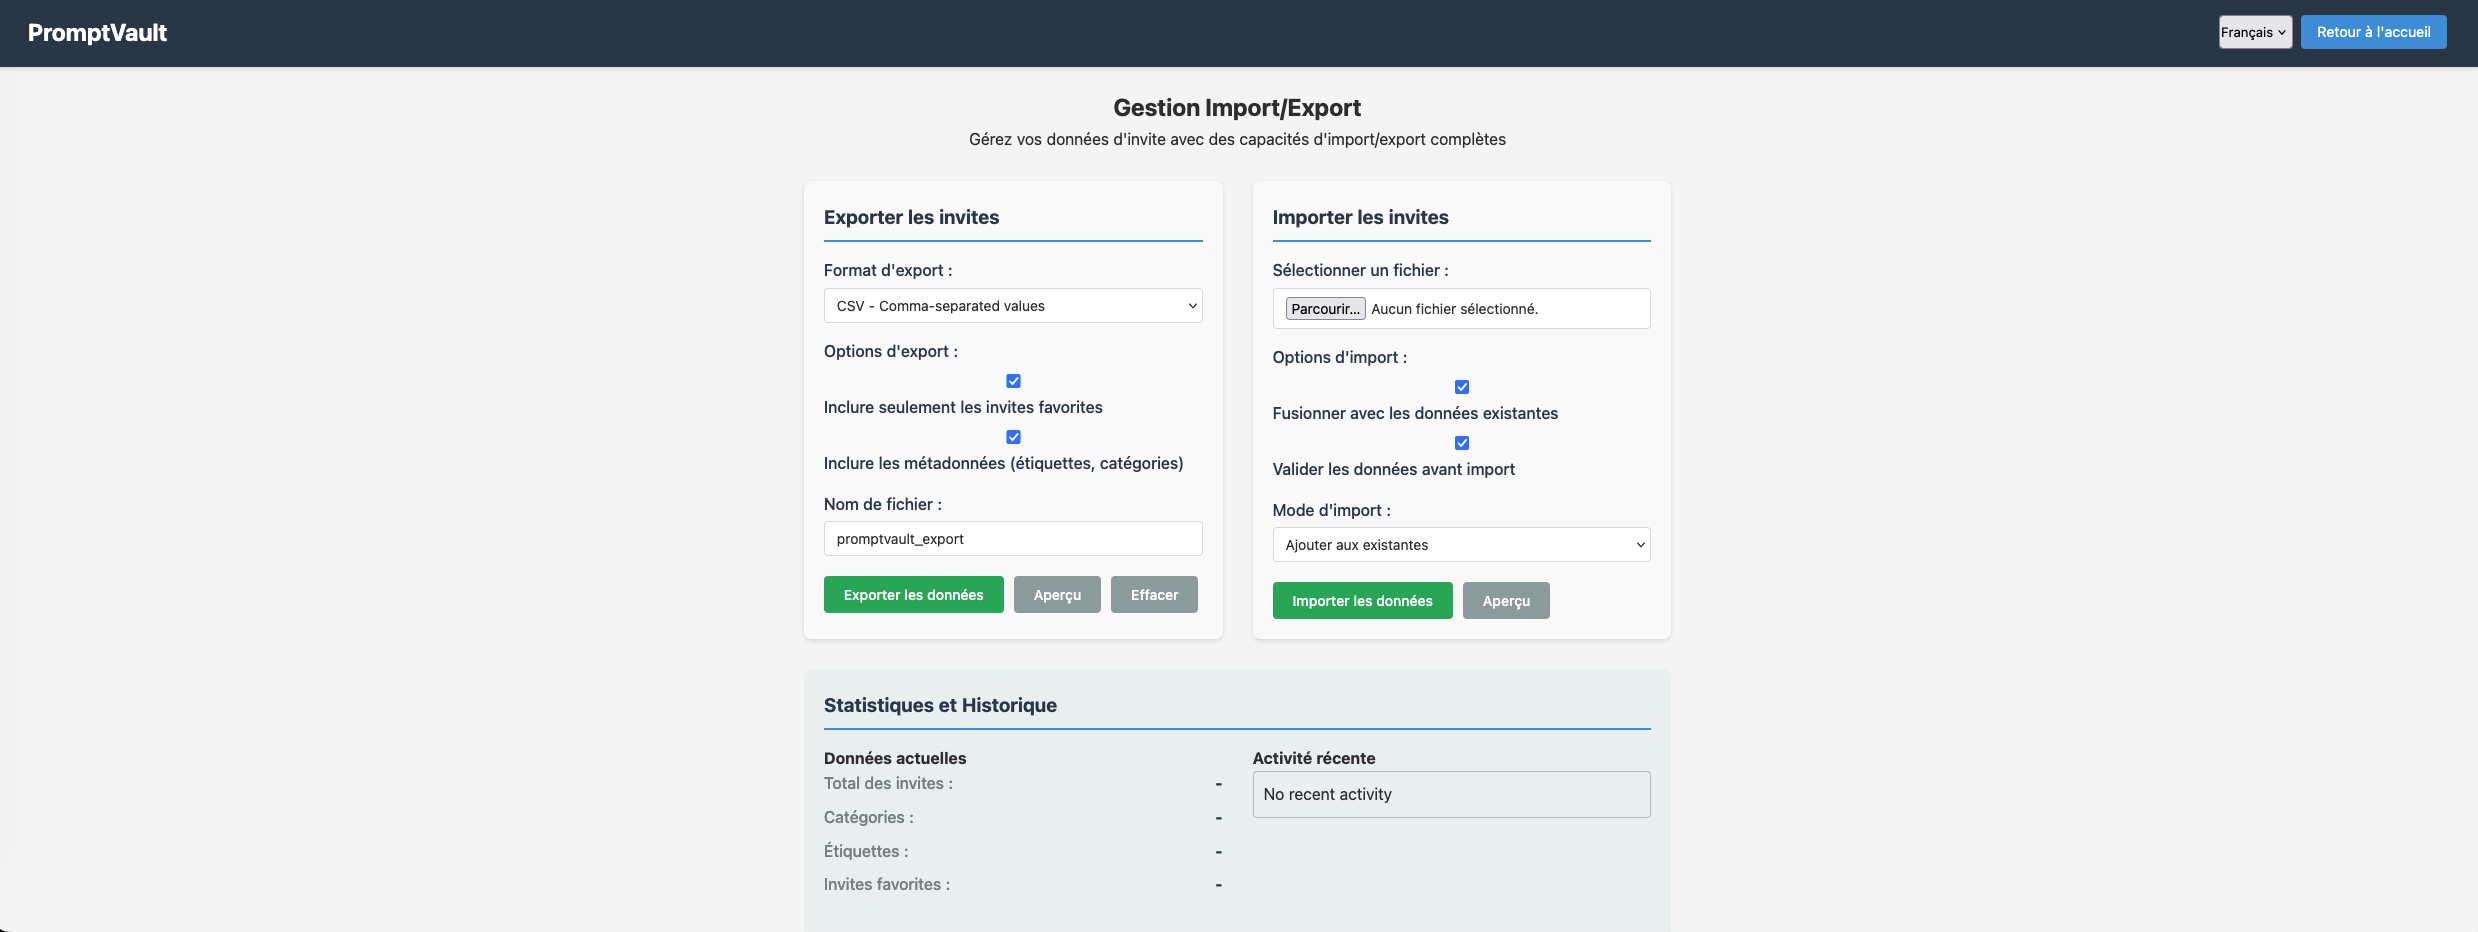 PromptVault
Français
Retour à l'accueil
Gestion Import/Export
Gérez vos données d'invite avec des capacités d'import/export complètes
Exporter les invites
Format d'export :
CSV - Comma-separated values
Options d'export :
Inclure seulement les invites favorites
Inclure les métadonnées (étiquettes, catégories)
Nom de fichier :
promptvault_export
Exporter les données
Aperçu
Effacer
Importer les invites
Sélectionner un fichier :
Parcourir... Aucun fichier sélectionné.
Options d'import :
Fusionner avec les données existantes
Valider les données avant import
Mode d'import :
Ajouter aux existantes
Importer les données
Aperçu
Statistiques et Historique
Données actuelles
Total des invites : -
Catégories : -
Étiquettes : -
Invites favorites : -
Activité récente
No recent activity